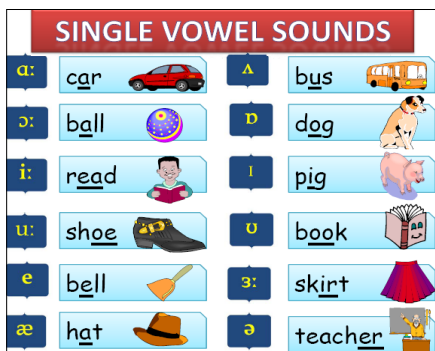 SINGLE VOWEL SOUNDS
ɑː car ʌ bus
ɔː ball ɒ dog
iː read ɪ pig
uː shoe ʊ book
e bell ɜː skirt
æ hat ə teacher